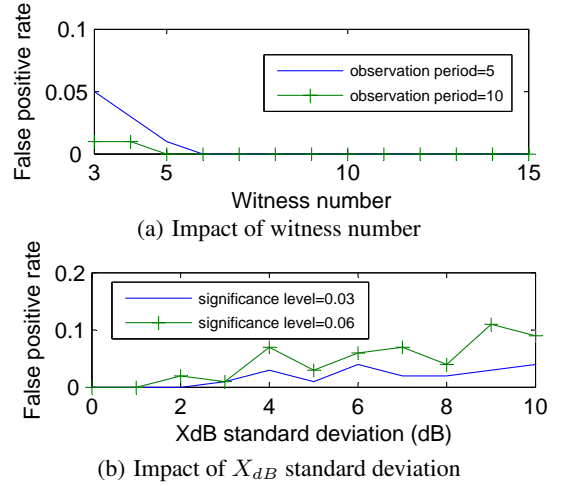 0.1
0.05
0
False positive rate
observation period=5
observation period=10
3 5 10 15
Witness number
(a) Impact of witness number
0.2
0.1
0
False positive rate
significance level=0.03
significance level=0.06
0 2 4 6 8 10
XdB standard deviation (dB)
(b) Impact of XdB standard deviation